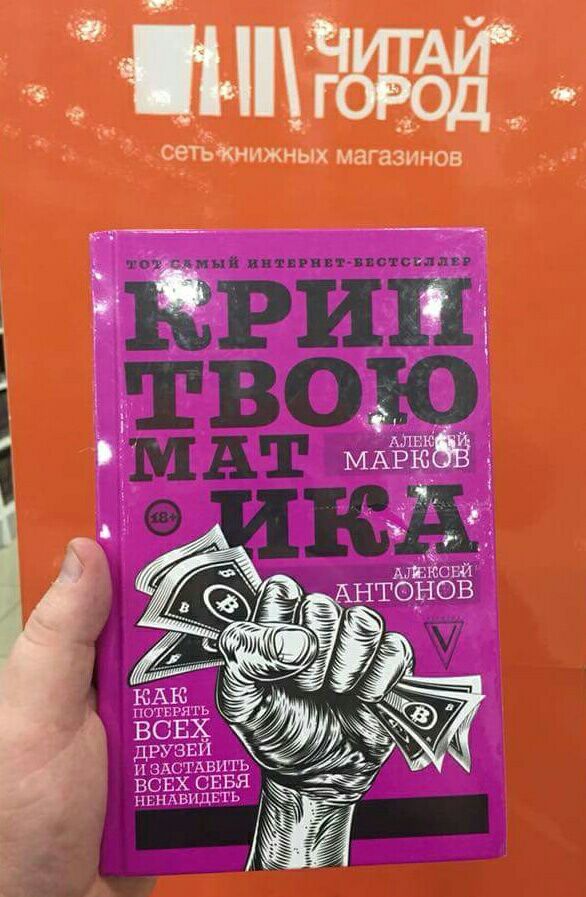 ЧИТАЙ
ГОРОД
сеть книжных магазинов
ТОТ САМЫЙ ИНТЕРНЕТ-БЕСТСЕЛЛЕР
КРИП
ТВОЮ
АЛЕКСЕЙ
МАТ
МАРКОВ
18+
ИКА
АЛЕКСЕЙ
АНТОНОВ
V
КАК
ПОТЕРЯТЬ
ВСЕХ
ДРУЗЕЙ
И ЗАСТАВИТЬ
ВСЕХ СЕБЯ
НЕНАВИДЕТЬ